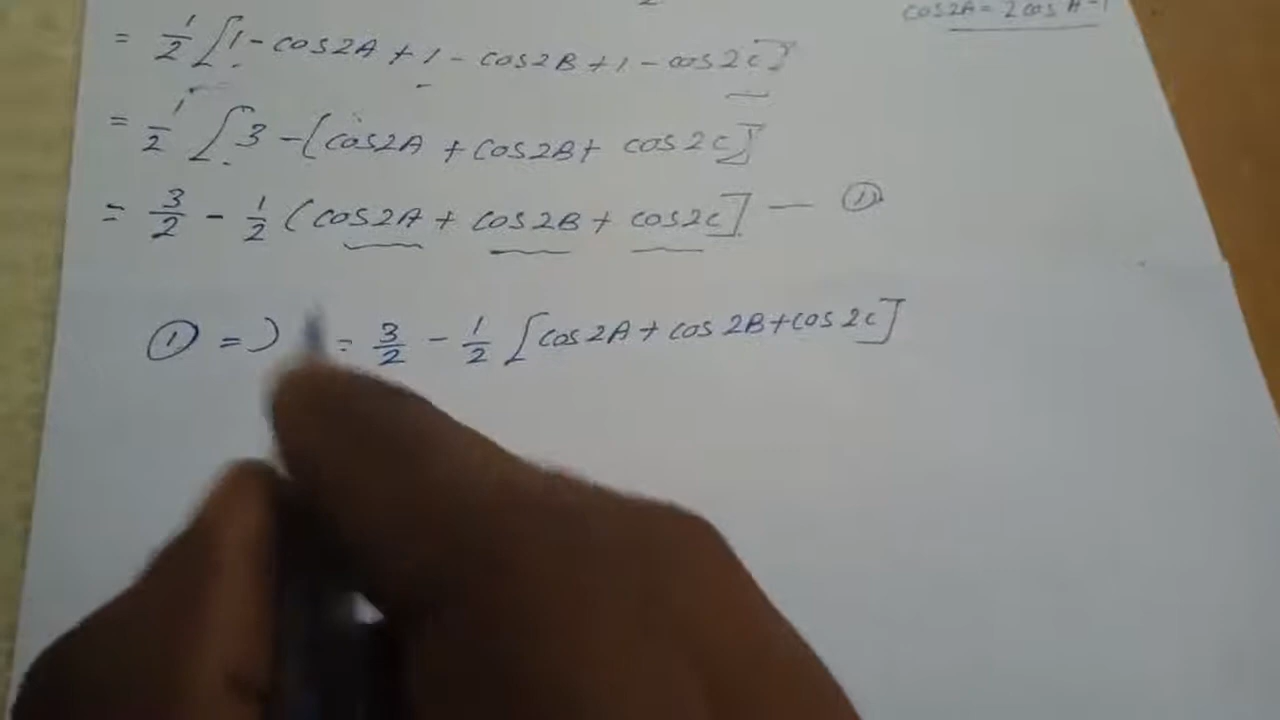 cos2A = 2cos A - 1
= 1/2 [1 - cos2A + 1 - cos2B + 1 - cos2C]
= 1/2 [3 - (cos2A + cos2B + cos2C]
= 3/2 - 1/2 (cos2A + cos2B + cos2C] — ①
① => = 3/2 - 1/2 [cos2A + cos2B + cos2C]